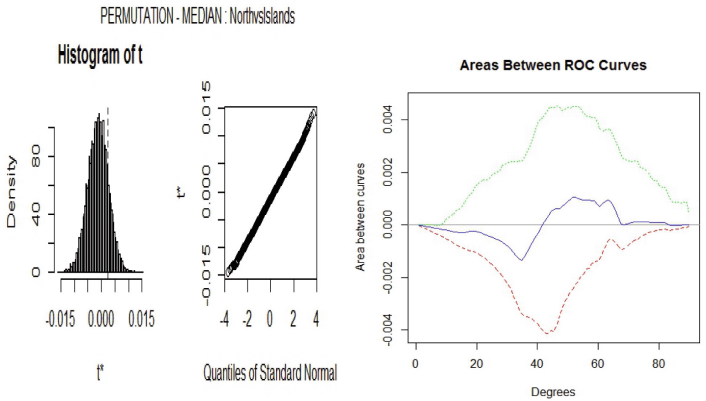 PERMUTATION - MEDIAN : NorthvsIslands
Histogram of t
Density
0 40 80
-0.015 0.000 0.015
t*
t*
-0.015 0.000 0.015
-4 -2 0 2 4
Quantiles of Standard Normal
Areas Between ROC Curves
Area between curves
-0.004 -0.002 0.000 0.002 0.004
0 20 40 60 80
Degrees